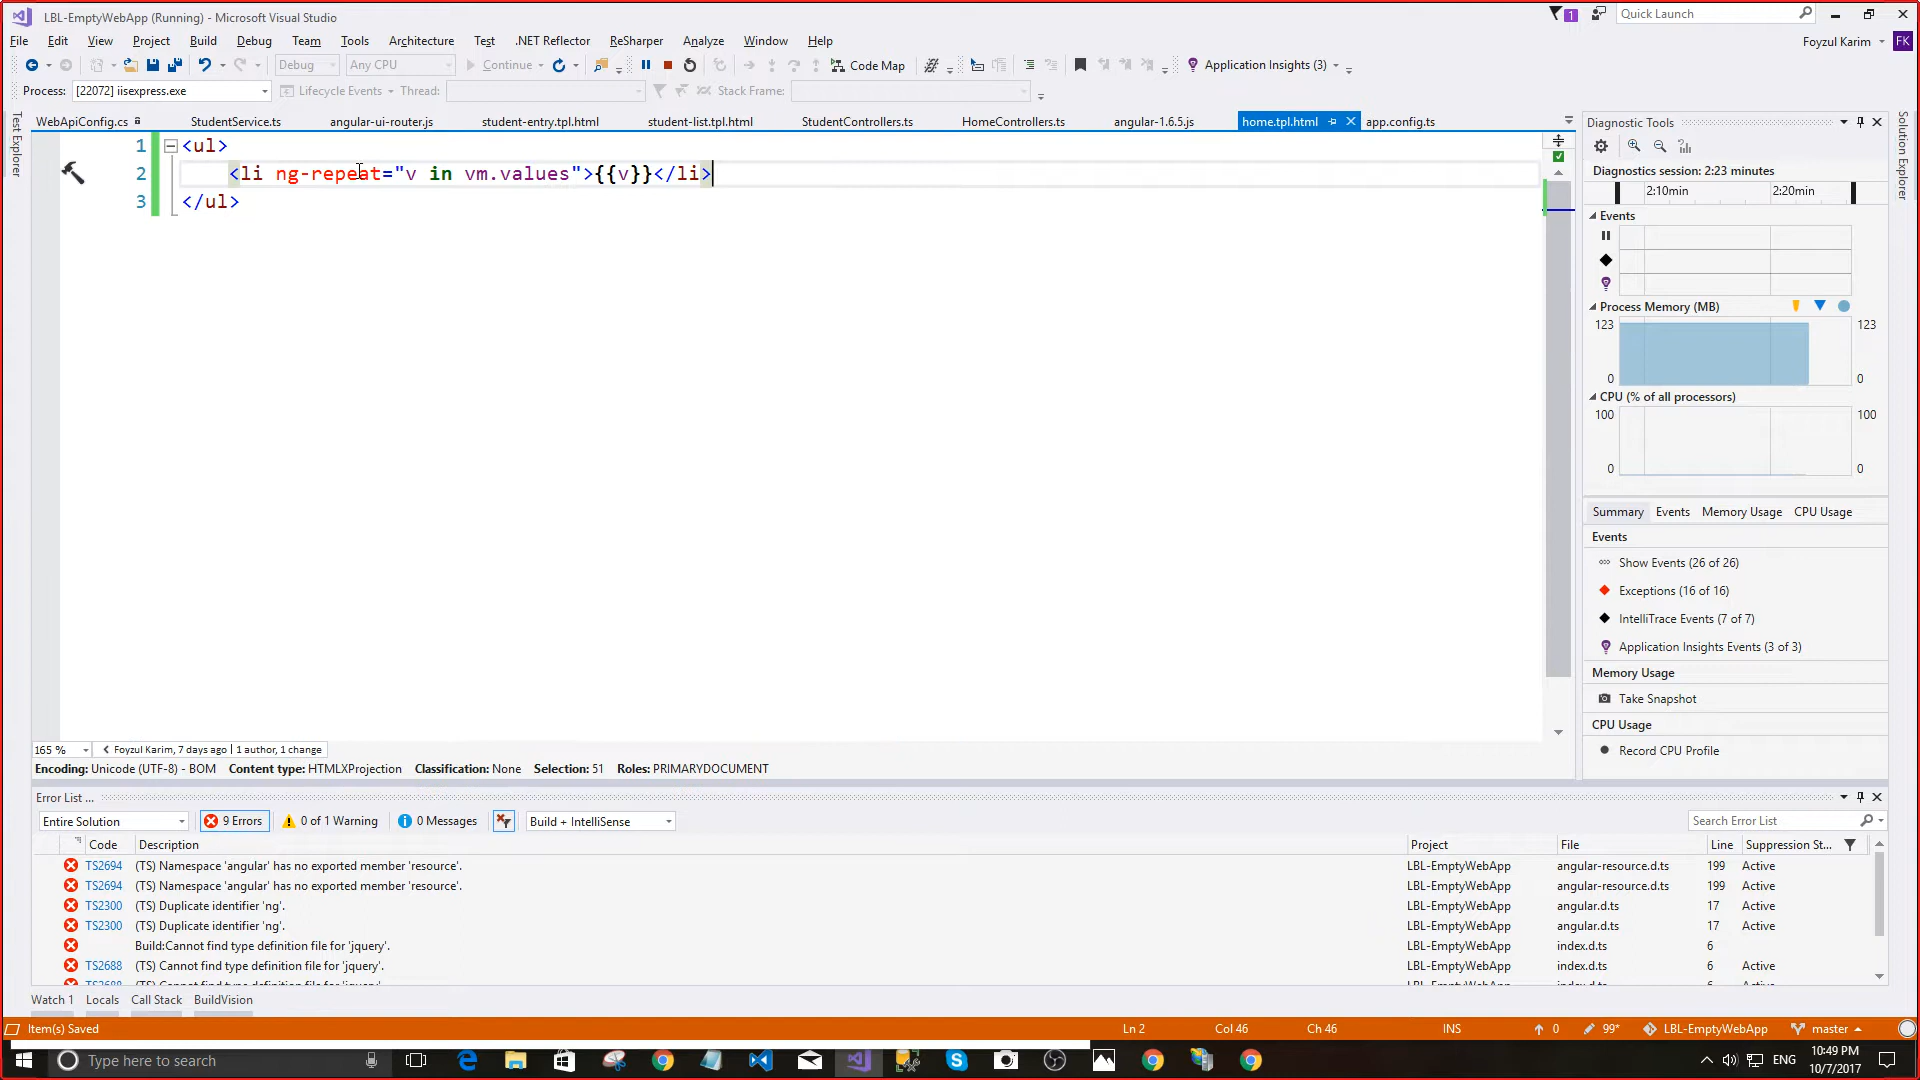 LBL-EmptyWebApp (Running) - Microsoft Visual Studio
1
Quick Launch
File Edit View Project Build Debug Team Tools Architecture Test .NET Reflector ReSharper Analyze Window Help
Foyzul Karim FK
Debug Any CPU Continue Code Map Application Insights (3)
Process: [22072] iisexpress.exe Lifecycle Events Thread: Stack Frame:
Test Explorer
WebApiConfig.cs StudentService.ts angular-ui-router.js student-entry.tpl.html student-list.tpl.html StudentControllers.ts HomeControllers.ts angular-1.6.5.js home.tpl.html app.config.ts
1 <ul>
2 <li ng-repeat="v in vm.values">{{v}}</li>
3 </ul>
165 % Foyzul Karim, 7 days ago | 1 author, 1 change
Encoding: Unicode (UTF-8) - BOM Content type: HTMLXProjection Classification: None Selection: 51 Roles: PRIMARYDOCUMENT
Diagnostic Tools
Diagnostics session: 2:23 minutes
2:10min 2:20min
Events
Process Memory (MB)
123 123
0 0
CPU (% of all processors)
100 100
0 0
Summary Events Memory Usage CPU Usage
Events
Show Events (26 of 26)
Exceptions (16 of 16)
IntelliTrace Events (7 of 7)
Application Insights Events (3 of 3)
Memory Usage
Take Snapshot
CPU Usage
Record CPU Profile
Solution Explorer
Error List ...
Entire Solution 9 Errors 0 of 1 Warning 0 Messages Build + IntelliSense Search Error List
Code Description Project File Line Suppression St...
TS2694 (TS) Namespace 'angular' has no exported member 'resource'. LBL-EmptyWebApp angular-resource.d.ts 199 Active
TS2694 (TS) Namespace 'angular' has no exported member 'resource'. LBL-EmptyWebApp angular-resource.d.ts 199 Active
TS2300 (TS) Duplicate identifier 'ng'. LBL-EmptyWebApp angular.d.ts 17 Active
TS2300 (TS) Duplicate identifier 'ng'. LBL-EmptyWebApp angular.d.ts 17 Active
Build:Cannot find type definition file for 'jquery'. LBL-EmptyWebApp index.d.ts 6
TS2688 (TS) Cannot find type definition file for 'jquery'. LBL-EmptyWebApp index.d.ts 6 Active
Watch 1 Locals Call Stack BuildVision
Item(s) Saved Ln 2 Col 46 Ch 46 INS 0 99* LBL-EmptyWebApp master
Type here to search ENG 10:49 PM
10/7/2017